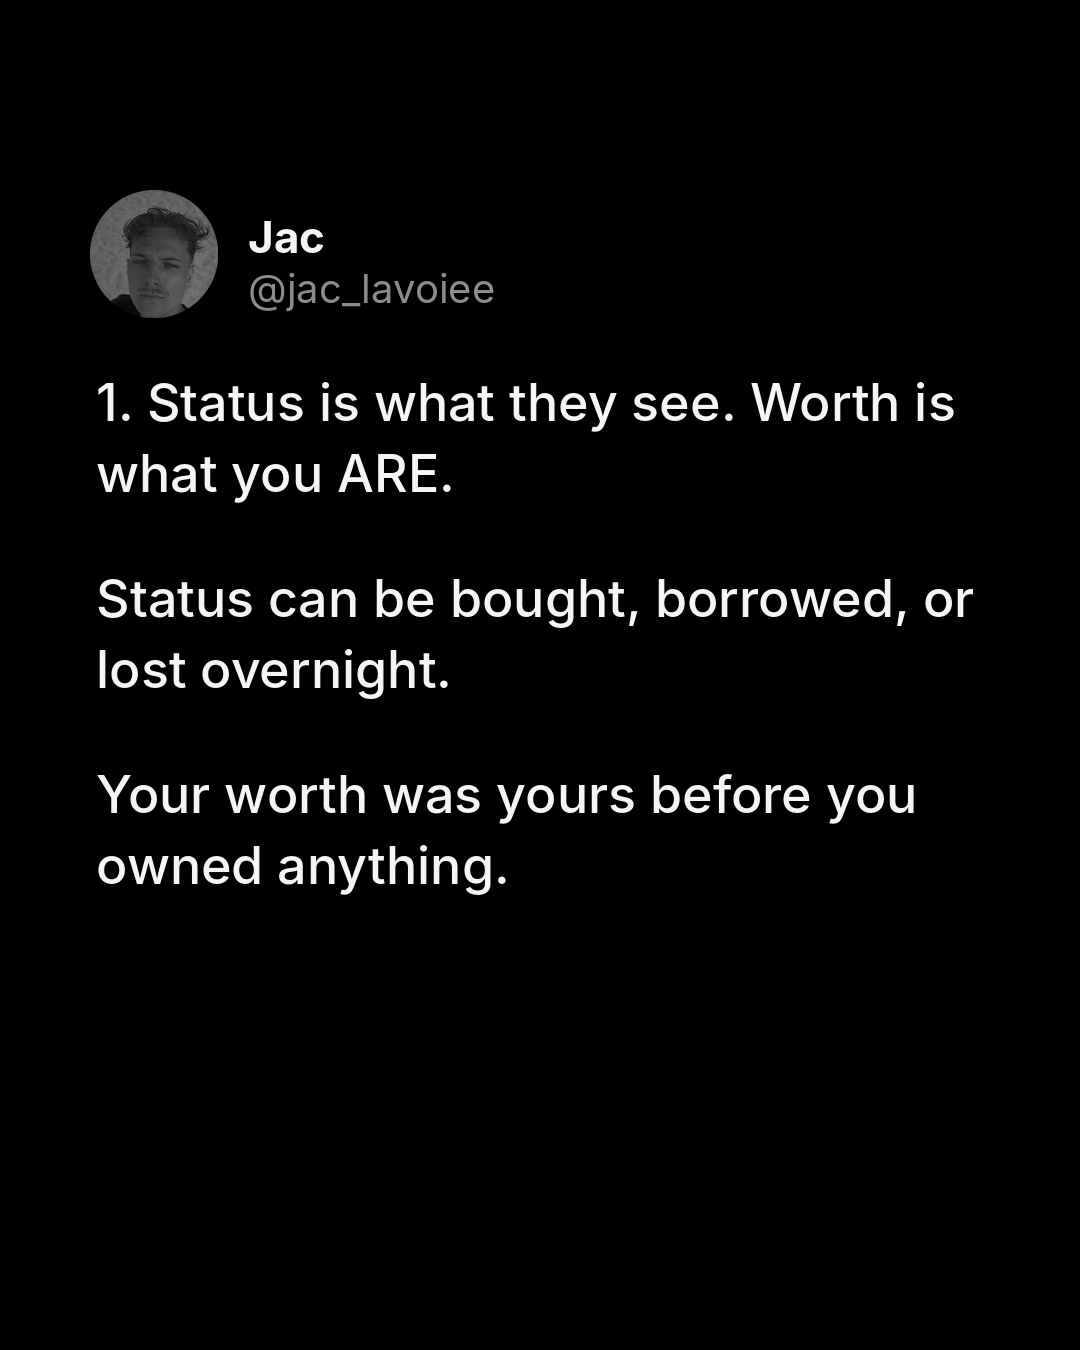 Jac
@jac_lavoiee
1. Status is what they see. Worth is
what you ARE.
Status can be bought, borrowed, or
lost overnight.
Your worth was yours before you
owned anything.